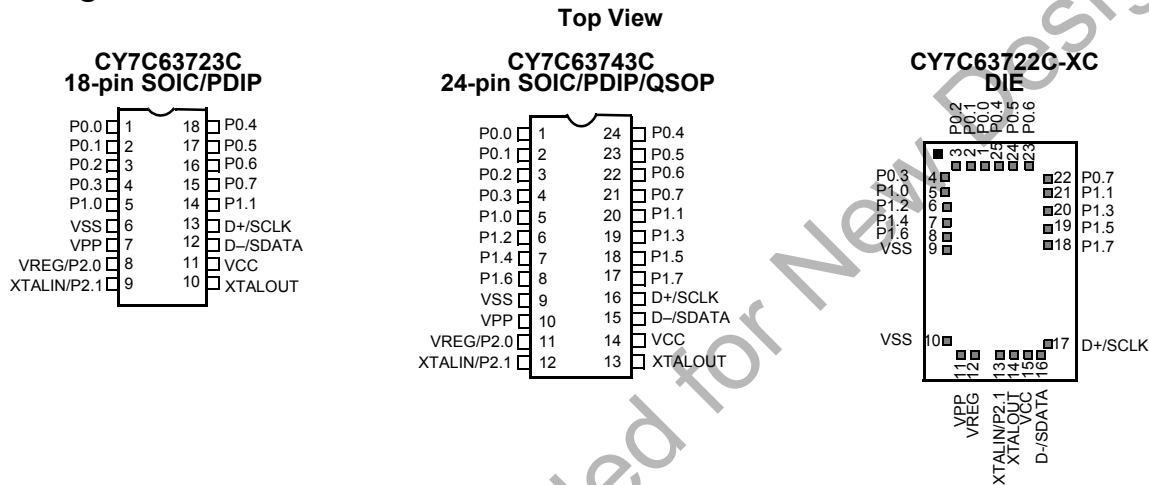 Top View
CY7C63723C
18-pin SOIC/PDIP
P0.0 1 18 P0.4
P0.1 2 17 P0.5
P0.2 3 16 P0.6
P0.3 4 15 P0.7
P1.0 5 14 P1.1
VSS 6 13 D+/SCLK
VPP 7 12 D–/SDATA
VREG/P2.0 8 11 VCC
XTALIN/P2.1 9 10 XTALOUT
CY7C63743C
24-pin SOIC/PDIP/QSOP
P0.0 1 24 P0.4
P0.1 2 23 P0.5
P0.2 3 22 P0.6
P0.3 4 21 P0.7
P1.0 5 20 P1.1
P1.2 6 19 P1.3
P1.4 7 18 P1.5
P1.6 8 17 P1.7
VSS 9 16 D+/SCLK
VPP 10 15 D–/SDATA
VREG/P2.0 11 14 VCC
XTALIN/P2.1 12 13 XTALOUT
CY7C63722C-XC
DIE
P0.2 P0.1 P0.0 P0.4 P0.5 P0.6
3 2 1 25 24 23
P0.3 4 22 P0.7
P1.0 5 21 P1.1
P1.2 6 20 P1.3
P1.4 7 19 P1.5
P1.6 8 18 P1.7
VSS 9
VSS 10 17 D+/SCLK
11 12 13 14 15 16
VPP VREG XTALIN/P2.1 XTALOUT VCC D-/SDATA
for New